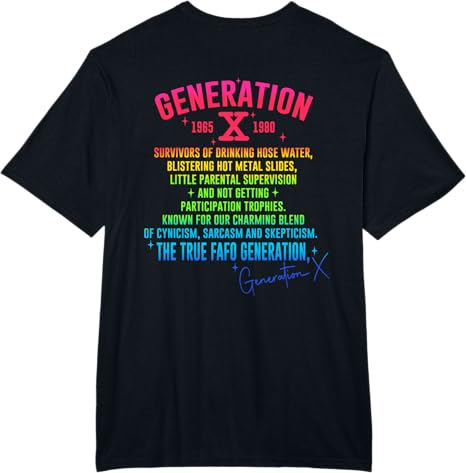 GENERATION
1965 X 1980
SURVIVORS OF DRINKING HOSE WATER,
BLISTERING HOT METAL SLIDES,
LITTLE PARENTAL SUPERVISION
AND NOT GETTING
PARTICIPATION TROPHIES.
KNOWN FOR OUR CHARMING BLEND
OF CYNICISM, SARCASM AND SKEPTICISM.
THE TRUE FAFO GENERATION,
Generation X